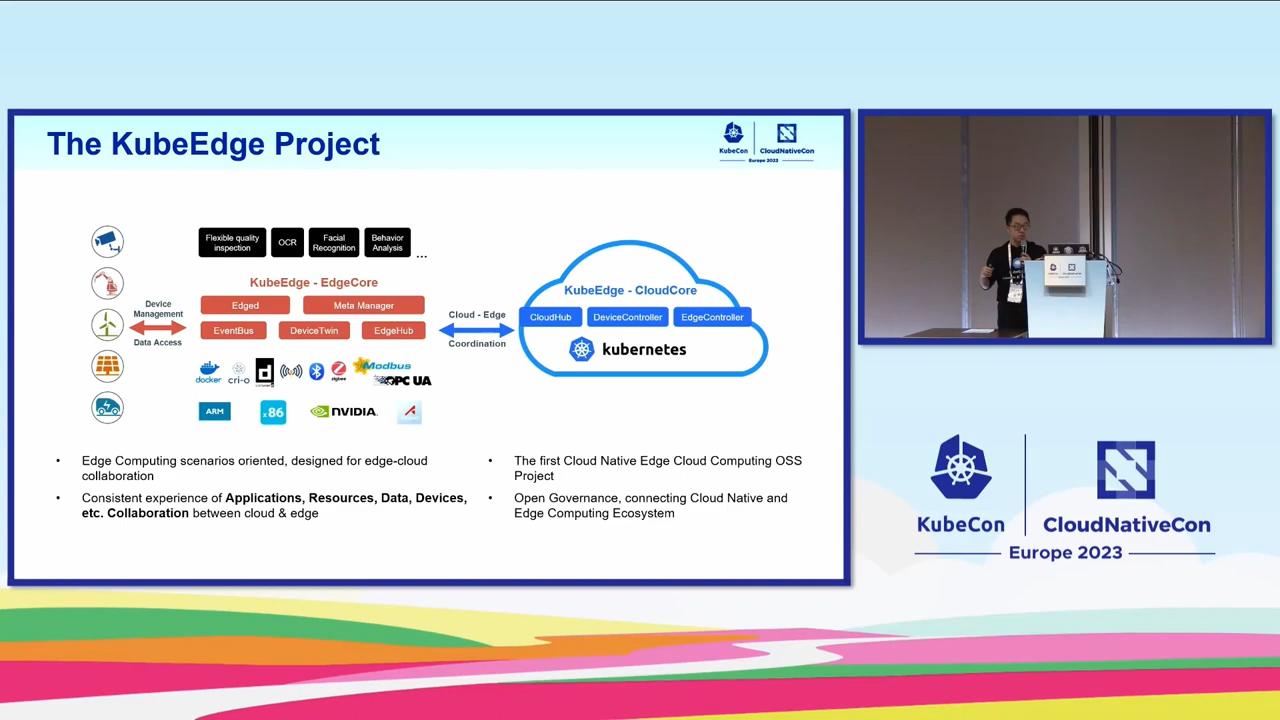 The KubeEdge Project
KubeCon
CloudNativeCon
Europe 2023
Flexible quality
inspection
OCR
Facial
Recognition
Behavior
Analysis
...
KubeEdge - EdgeCore
Edged
Meta Manager
EventBus
DeviceTwin
EdgeHub
Device
Management
Data Access
Cloud - Edge
Coordination
KubeEdge - CloudCore
CloudHub
DeviceController
EdgeController
kubernetes
docker
cri-o
zigbee
Modbus
OPC UA
ARM
x86
NVIDIA
• Edge Computing scenarios oriented, designed for edge-cloud
collaboration
• Consistent experience of Applications, Resources, Data, Devices,
etc. Collaboration between cloud & edge
• The first Cloud Native Edge Cloud Computing OSS
Project
• Open Governance, connecting Cloud Native and
Edge Computing Ecosystem
KubeCon
CloudNativeCon
Europe 2023